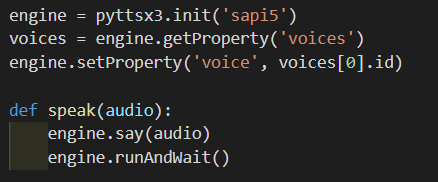 engine = pyttsx3.init('sapi5')
voices = engine.getProperty('voices')
engine.setProperty('voice', voices[0].id)
def speak(audio):
    engine.say(audio)
    engine.runAndWait()